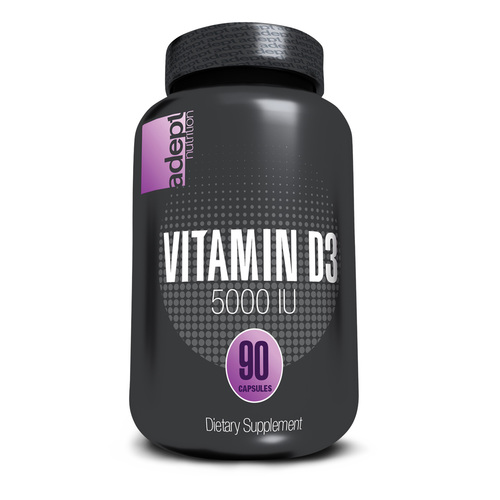 adept
nutrition
VITAMIN D3
5000 IU
90
CAPSULES
Dietary Supplement